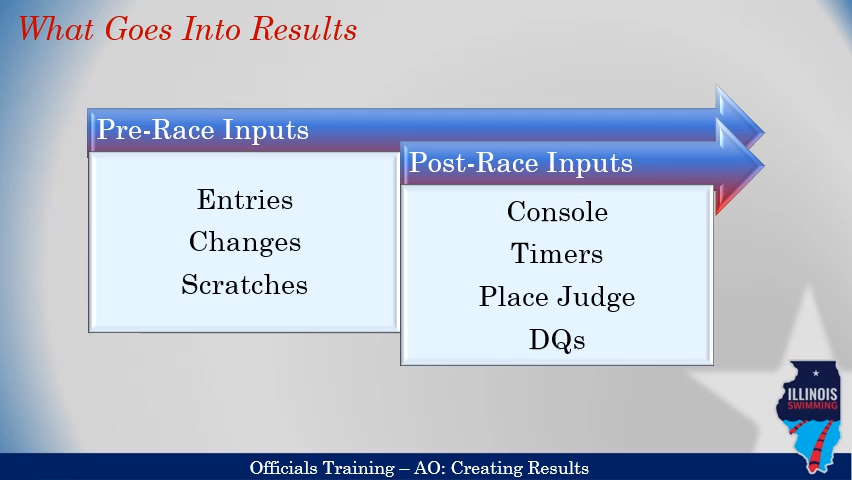 What Goes Into Results
Pre-Race Inputs
Entries
Changes
Scratches
Post-Race Inputs
Console
Timers
Place Judge
DQs
ILLINOIS
SWIMMING
Officials Training – AO: Creating Results